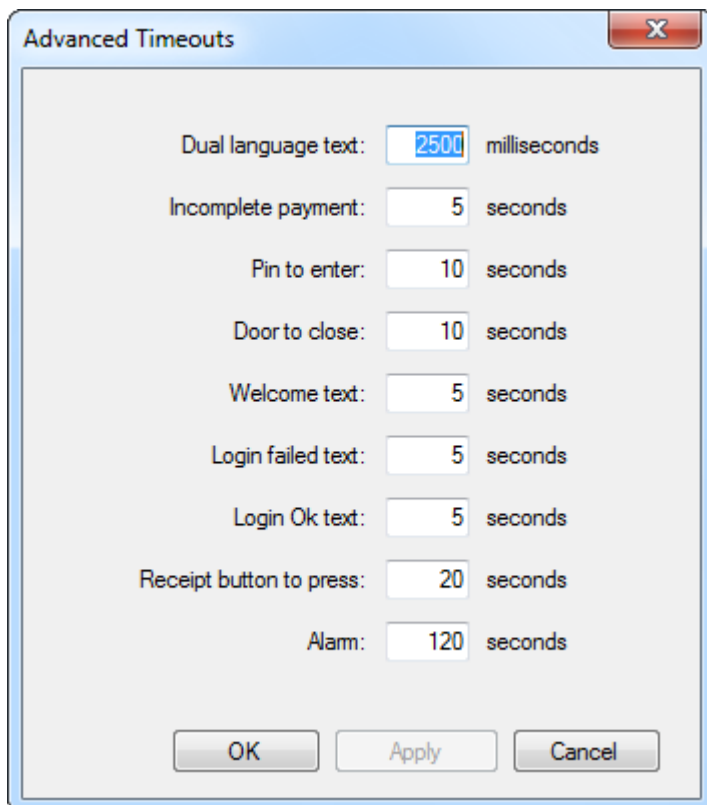 Advanced Timeouts
Dual language text: 2500 milliseconds
Incomplete payment: 5 seconds
Pin to enter: 10 seconds
Door to close: 10 seconds
Welcome text: 5 seconds
Login failed text: 5 seconds
Login Ok text: 5 seconds
Receipt button to press: 20 seconds
Alarm: 120 seconds
OK Apply Cancel